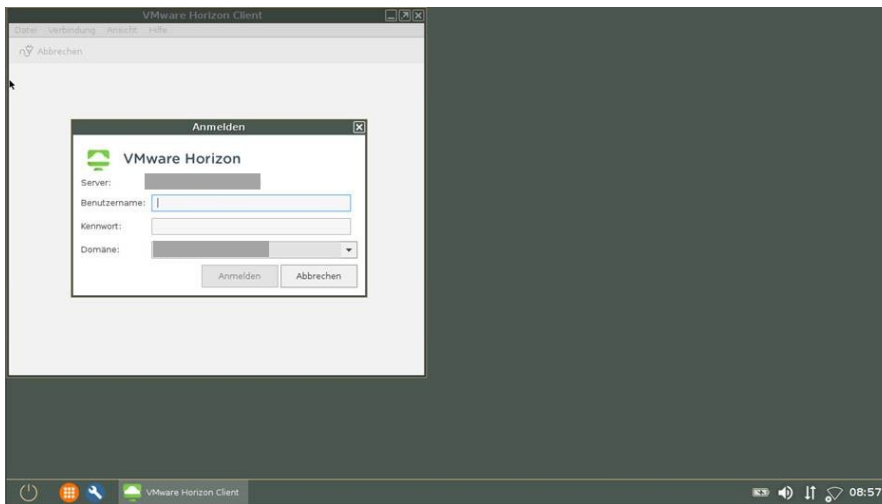 VMware Horizon Client
Datei Verbindung Ansicht Hilfe
Abbrechen
Anmelden
VMware Horizon
Server:
Benutzername:
Kennwort:
Domäne:
Anmelden Abbrechen
VMware Horizon Client
08:57